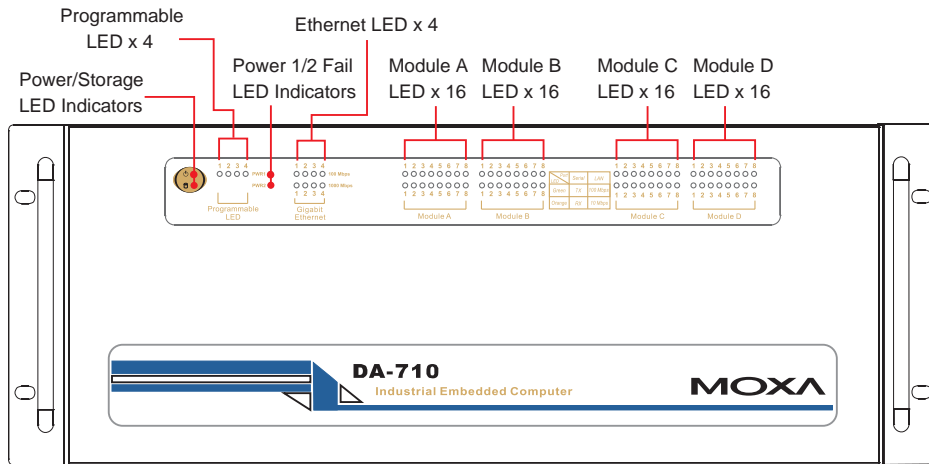 Programmable
LED x 4
Ethernet LED x 4
Power/Storage
LED Indicators
Power 1/2 Fail
LED Indicators
Module A
LED x 16
Module B
LED x 16
Module C
LED x 16
Module D
LED x 16
1 2 3 4
1 2 3 4
1 2 3 4 5 6 7 8
1 2 3 4 5 6 7 8
1 2 3 4 5 6 7 8
1 2 3 4 5 6 7 8
PWR1
100 Mbps
PWR2
1000 Mbps
Serial LAN
Green TX 100 Mbps
Orange RX 10 Mbps
1 2 3 4
1 2 3 4 5 6 7 8
1 2 3 4 5 6 7 8
1 2 3 4 5 6 7 8
1 2 3 4 5 6 7 8
Programmable
LED
Gigabit
Ethernet
Module A
Module B
Module C
Module D
DA-710
Industrial Embedded Computer
MOXA